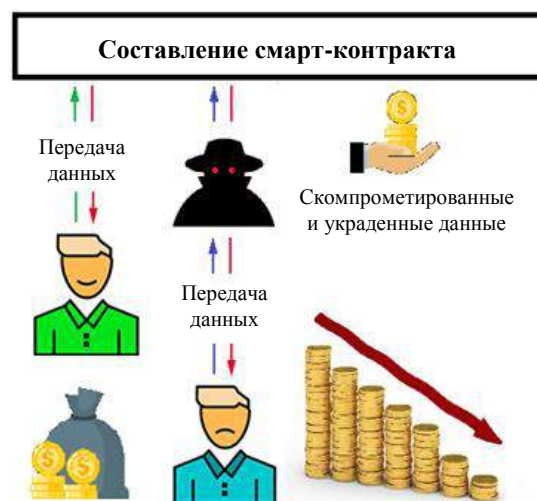 Составление смарт-контракта
Передача
данных
Скомпрометированные
и украденные данные
Передача
данных
$
$
$